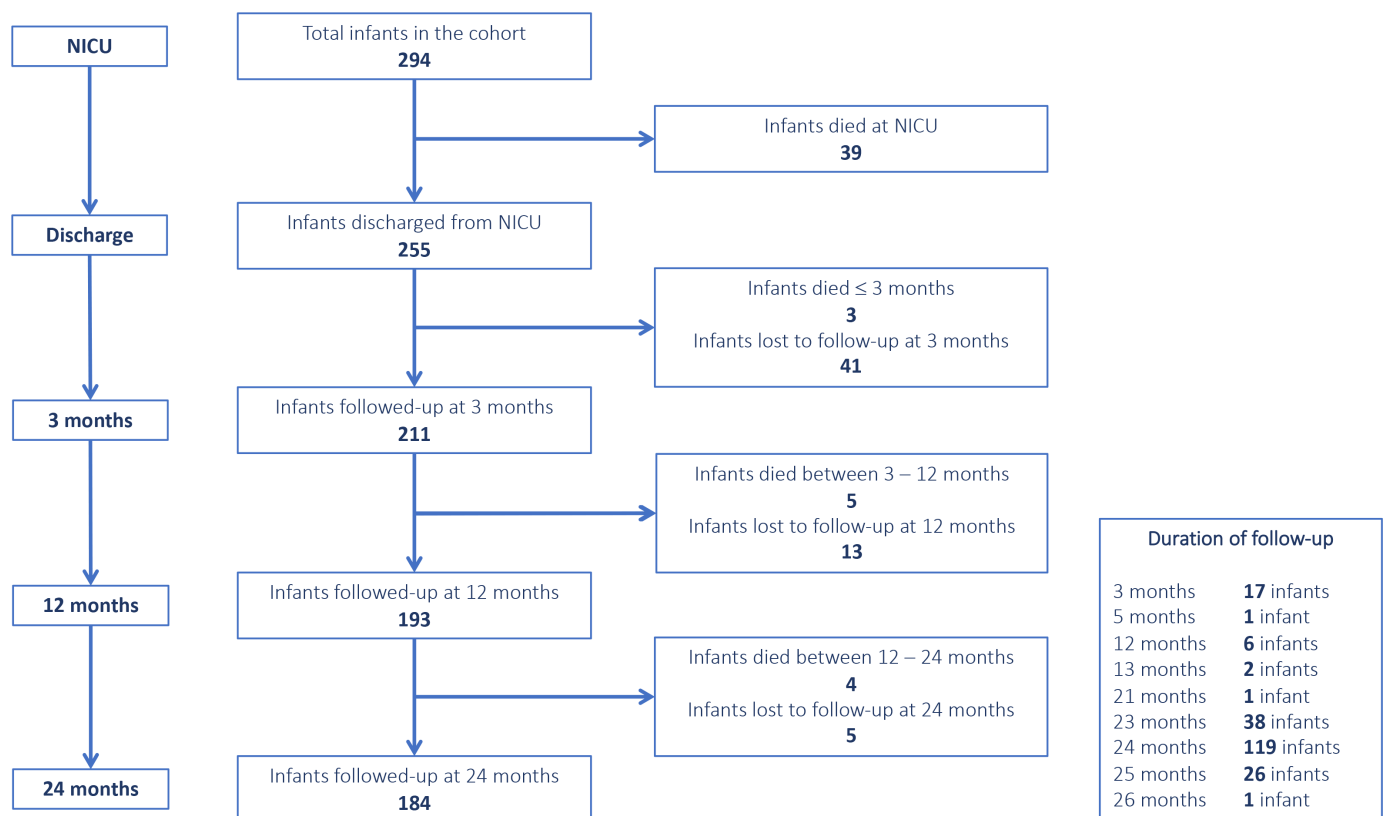 NICU
Total infants in the cohort
294
Infants died at NICU
39
Discharge
Infants discharged from NICU
255
Infants died ≤ 3 months
3
Infants lost to follow-up at 3 months
41
3 months
Infants followed-up at 3 months
211
Infants died between 3 – 12 months
5
Infants lost to follow-up at 12 months
13
12 months
Infants followed-up at 12 months
193
Infants died between 12 – 24 months
4
Infants lost to follow-up at 24 months
5
24 months
Infants followed-up at 24 months
184
Duration of follow-up
3 months 17 infants
5 months 1 infant
12 months 6 infants
13 months 2 infants
21 months 1 infant
23 months 38 infants
24 months 119 infants
25 months 26 infants
26 months 1 infant